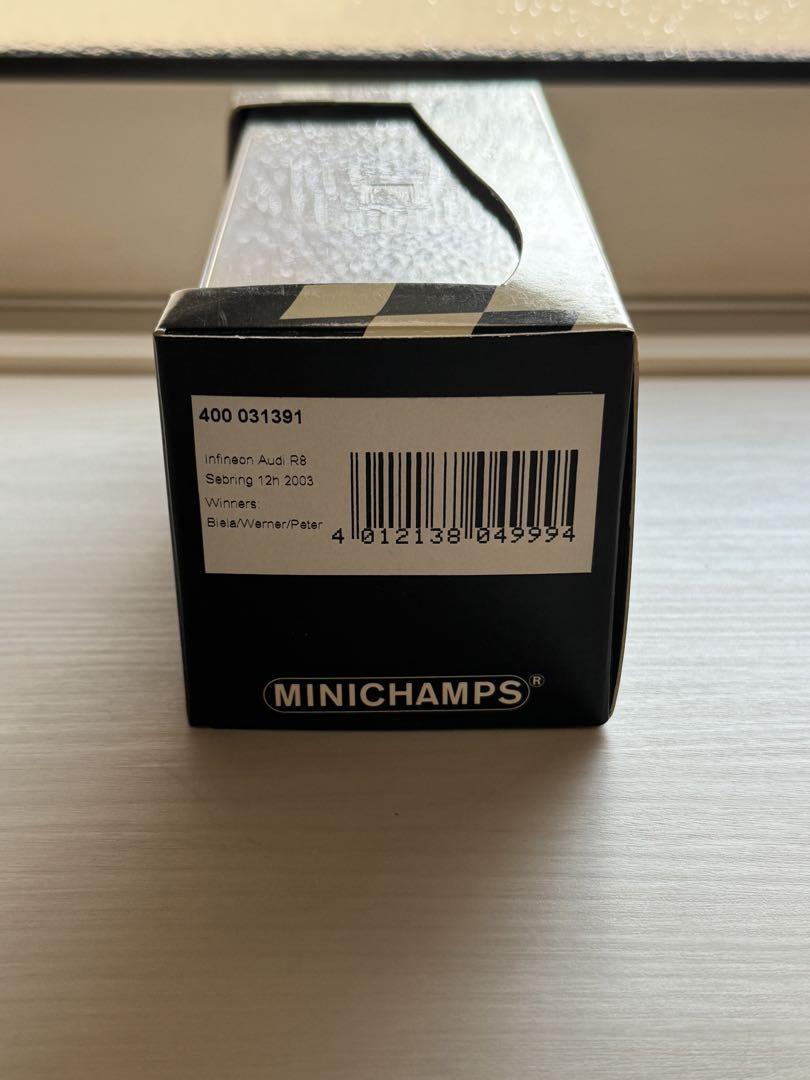 400 031391
Infineon Audi R8
Sebring 12h 2003
Winners:
Biela/Werner/Peter
4 012138 049994
MINICHAMPS®